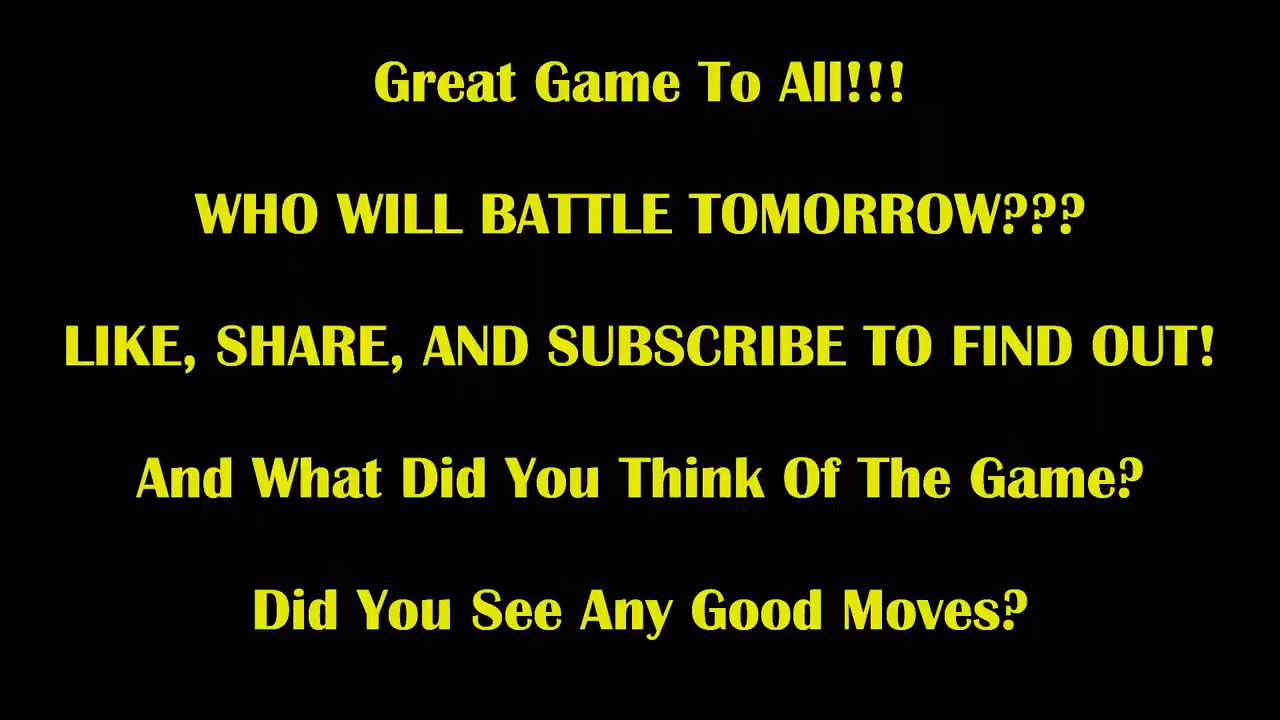 Great Game To All!!!
WHO WILL BATTLE TOMORROW???
LIKE, SHARE, AND SUBSCRIBE TO FIND OUT!
And What Did You Think Of The Game?
Did You See Any Good Moves?